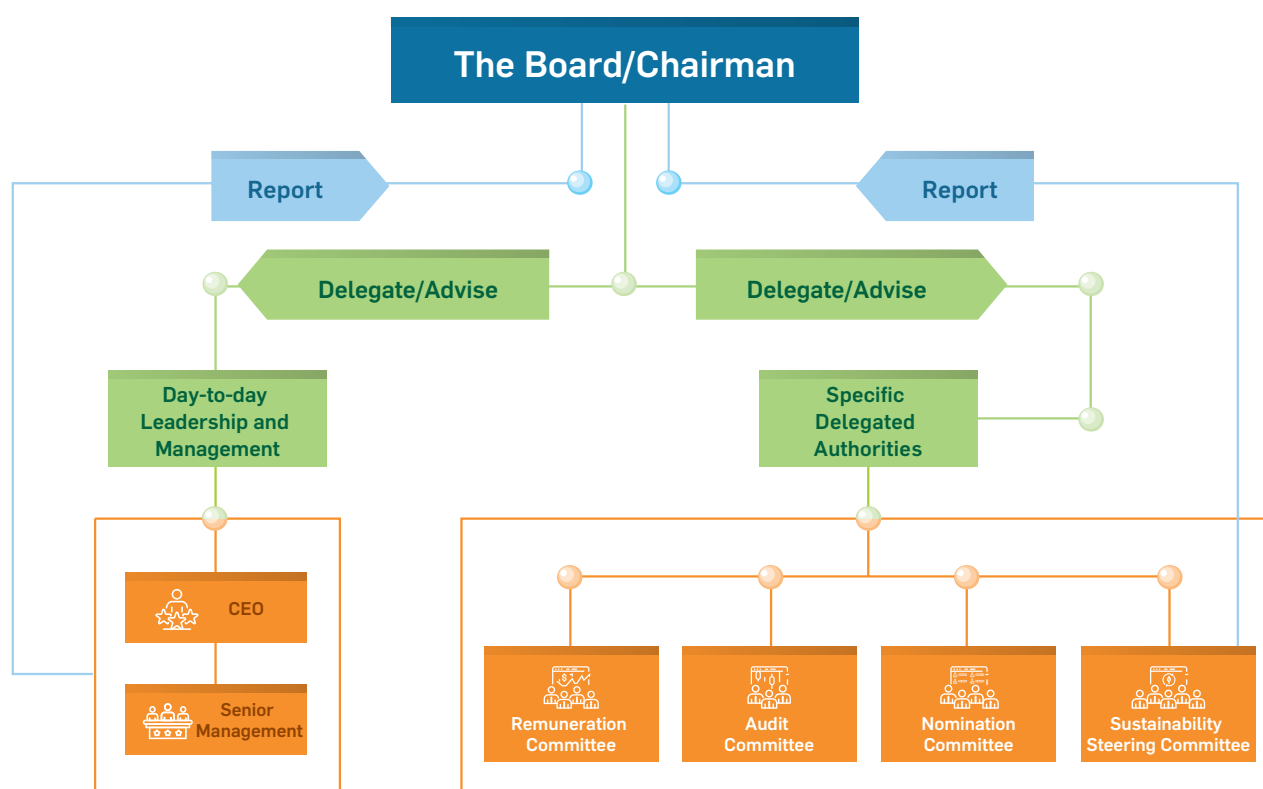 The Board/Chairman
Report
Report
Delegate/Advise
Delegate/Advise
Day-to-day
Leadership and
Management
Specific
Delegated
Authorities
CEO
Senior
Management
Remuneration
Committee
Audit
Committee
Nomination
Committee
Sustainability
Steering Committee